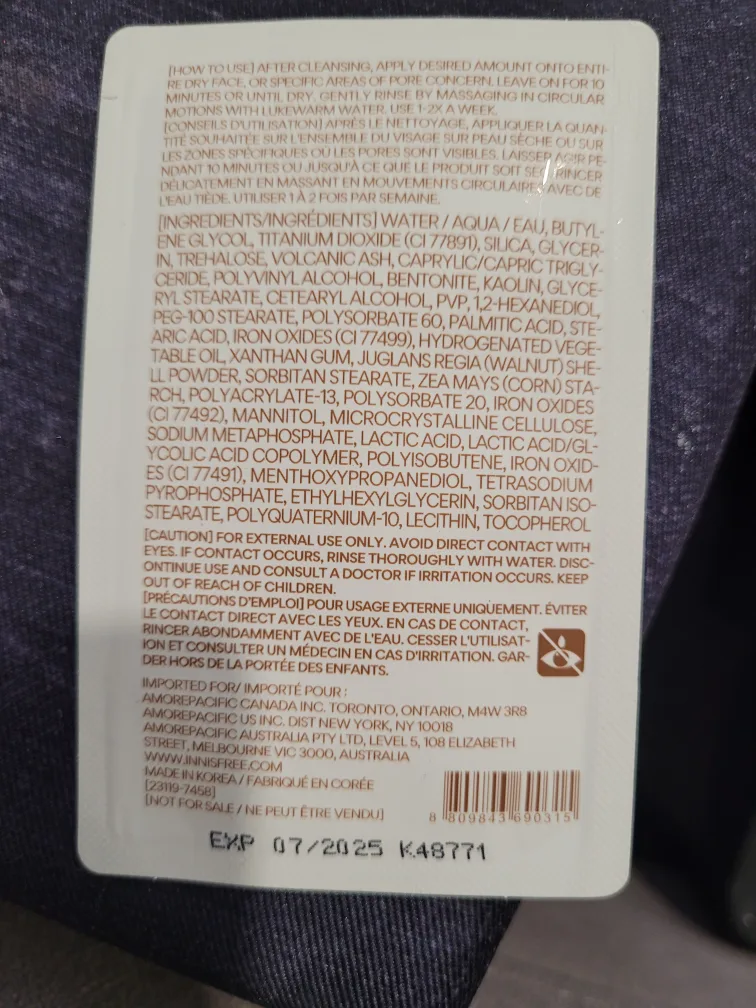 [HOW TO USE] AFTER CLEANSING, APPLY DESIRED AMOUNT ONTO ENTI-
RE DRY FACE, OR SPECIFIC AREAS OF PORE CONCERN. LEAVE ON FOR 10
MINUTES OR UNTIL DRY. GENTLY RINSE BY MASSAGING IN CIRCULAR
MOTIONS WITH LUKEWARM WATER. USE 1-2X A WEEK.
[CONSEILS D'UTILISATION] APRÈS LE NETTOYAGE, APPLIQUER LA QUAN-
TITÉ SOUHAITÉE SUR L'ENSEMBLE DU VISAGE SUR PEAU SÈCHE OU SUR
LES ZONES SPÉCIFIQUES OÙ LES PORES SONT VISIBLES. LAISSER AGIR PE-
NDANT 10 MINUTES OU JUSQU'À CE QUE LE PRODUIT SOIT SEC. RINCER
DÉLICATEMENT EN MASSANT EN MOUVEMENTS CIRCULAIRES AVEC DE
L'EAU TIÈDE. UTILISER 1 À 2 FOIS PAR SEMAINE.
[INGREDIENTS/INGRÉDIENTS] WATER / AQUA / EAU, BUTYL-
ENE GLYCOL, TITANIUM DIOXIDE (CI 77891), SILICA, GLYCER-
IN, TREHALOSE, VOLCANIC ASH, CAPRYLIC/CAPRIC TRIGLY-
CERIDE, POLYVINYL ALCOHOL, BENTONITE, KAOLIN, GLYCE-
RYL STEARATE, CETEARYL ALCOHOL, PVP, 1,2-HEXANEDIOL,
PEG-100 STEARATE, POLYSORBATE 60, PALMITIC ACID, STE-
ARIC ACID, IRON OXIDES (CI 77499), HYDROGENATED VEGE-
TABLE OIL, XANTHAN GUM, JUGLANS REGIA (WALNUT) SHE-
LL POWDER, SORBITAN STEARATE, ZEA MAYS (CORN) STA-
RCH, POLYACRYLATE-13, POLYSORBATE 20, IRON OXIDES
(CI 77492), MANNITOL, MICROCRYSTALLINE CELLULOSE,
SODIUM METAPHOSPHATE, LACTIC ACID, LACTIC ACID/GL-
YCOLIC ACID COPOLYMER, POLYISOBUTENE, IRON OXID-
ES (CI 77491), MENTHOXYPROPANEDIOL, TETRASODIUM
PYROPHOSPHATE, ETHYLHEXYLGLYCERIN, SORBITAN ISO-
STEARATE, POLYQUATERNIUM-10, LECITHIN, TOCOPHEROL
[CAUTION] FOR EXTERNAL USE ONLY. AVOID DIRECT CONTACT WITH
EYES. IF CONTACT OCCURS, RINSE THOROUGHLY WITH WATER. DISC-
ONTINUE USE AND CONSULT A DOCTOR IF IRRITATION OCCURS. KEEP
OUT OF REACH OF CHILDREN.
[PRÉCAUTIONS D'EMPLOI] POUR USAGE EXTERNE UNIQUEMENT. ÉVITER
LE CONTACT DIRECT AVEC LES YEUX. EN CAS DE CONTACT,
RINCER ABONDAMMENT AVEC DE L'EAU. CESSER L'UTILISAT-
ION ET CONSULTER UN MÉDECIN EN CAS D'IRRITATION. GAR-
DER HORS DE LA PORTÉE DES ENFANTS.
IMPORTED FOR/ IMPORTÉ POUR :
AMOREPACIFIC CANADA INC. TORONTO, ONTARIO, M4W 3R8
AMOREPACIFIC US INC. DIST NEW YORK, NY 10018
AMOREPACIFIC AUSTRALIA PTY LTD, LEVEL 5, 108 ELIZABETH
STREET, MELBOURNE VIC 3000, AUSTRALIA
WWW.INNISFREE.COM
MADE IN KOREA / FABRIQUÉ EN CORÉE
[23119-7458]
[NOT FOR SALE / NE PEUT ÊTRE VENDU]
8 809843 690315
EXP 07/2025 K48771